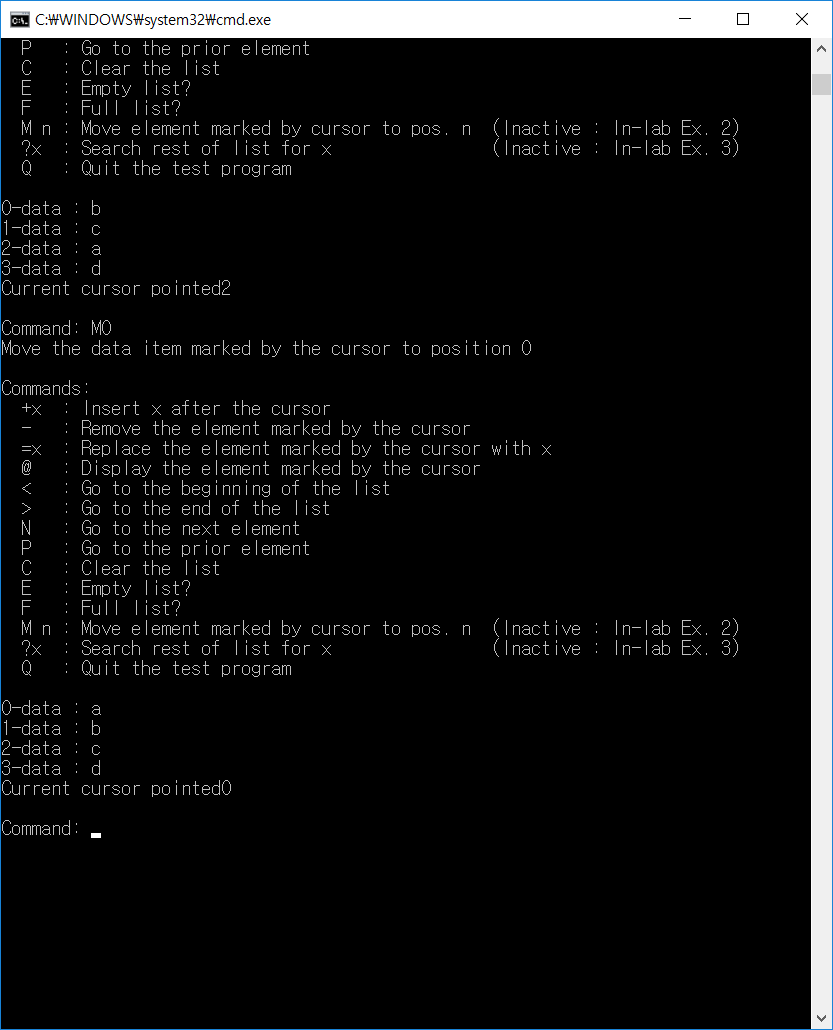 C:₩WINDOWS₩system32₩cmd.exe
P   : Go to the prior element
C   : Clear the list
E   : Empty list?
F   : Full list?
M n : Move element marked by cursor to pos. n  (Inactive : In-lab Ex. 2)
?x  : Search rest of list for x                (Inactive : In-lab Ex. 3)
Q   : Quit the test program
0-data : b
1-data : c
2-data : a
3-data : d
Current cursor pointed2
Command: M0
Move the data item marked by the cursor to position 0
Commands:
+x  : Insert x after the cursor
-   : Remove the element marked by the cursor
=x  : Replace the element marked by the cursor with x
@   : Display the element marked by the cursor
<   : Go to the beginning of the list
>   : Go to the end of the list
N   : Go to the next element
P   : Go to the prior element
C   : Clear the list
E   : Empty list?
F   : Full list?
M n : Move element marked by cursor to pos. n  (Inactive : In-lab Ex. 2)
?x  : Search rest of list for x                (Inactive : In-lab Ex. 3)
Q   : Quit the test program
0-data : a
1-data : b
2-data : c
3-data : d
Current cursor pointed0
Command: